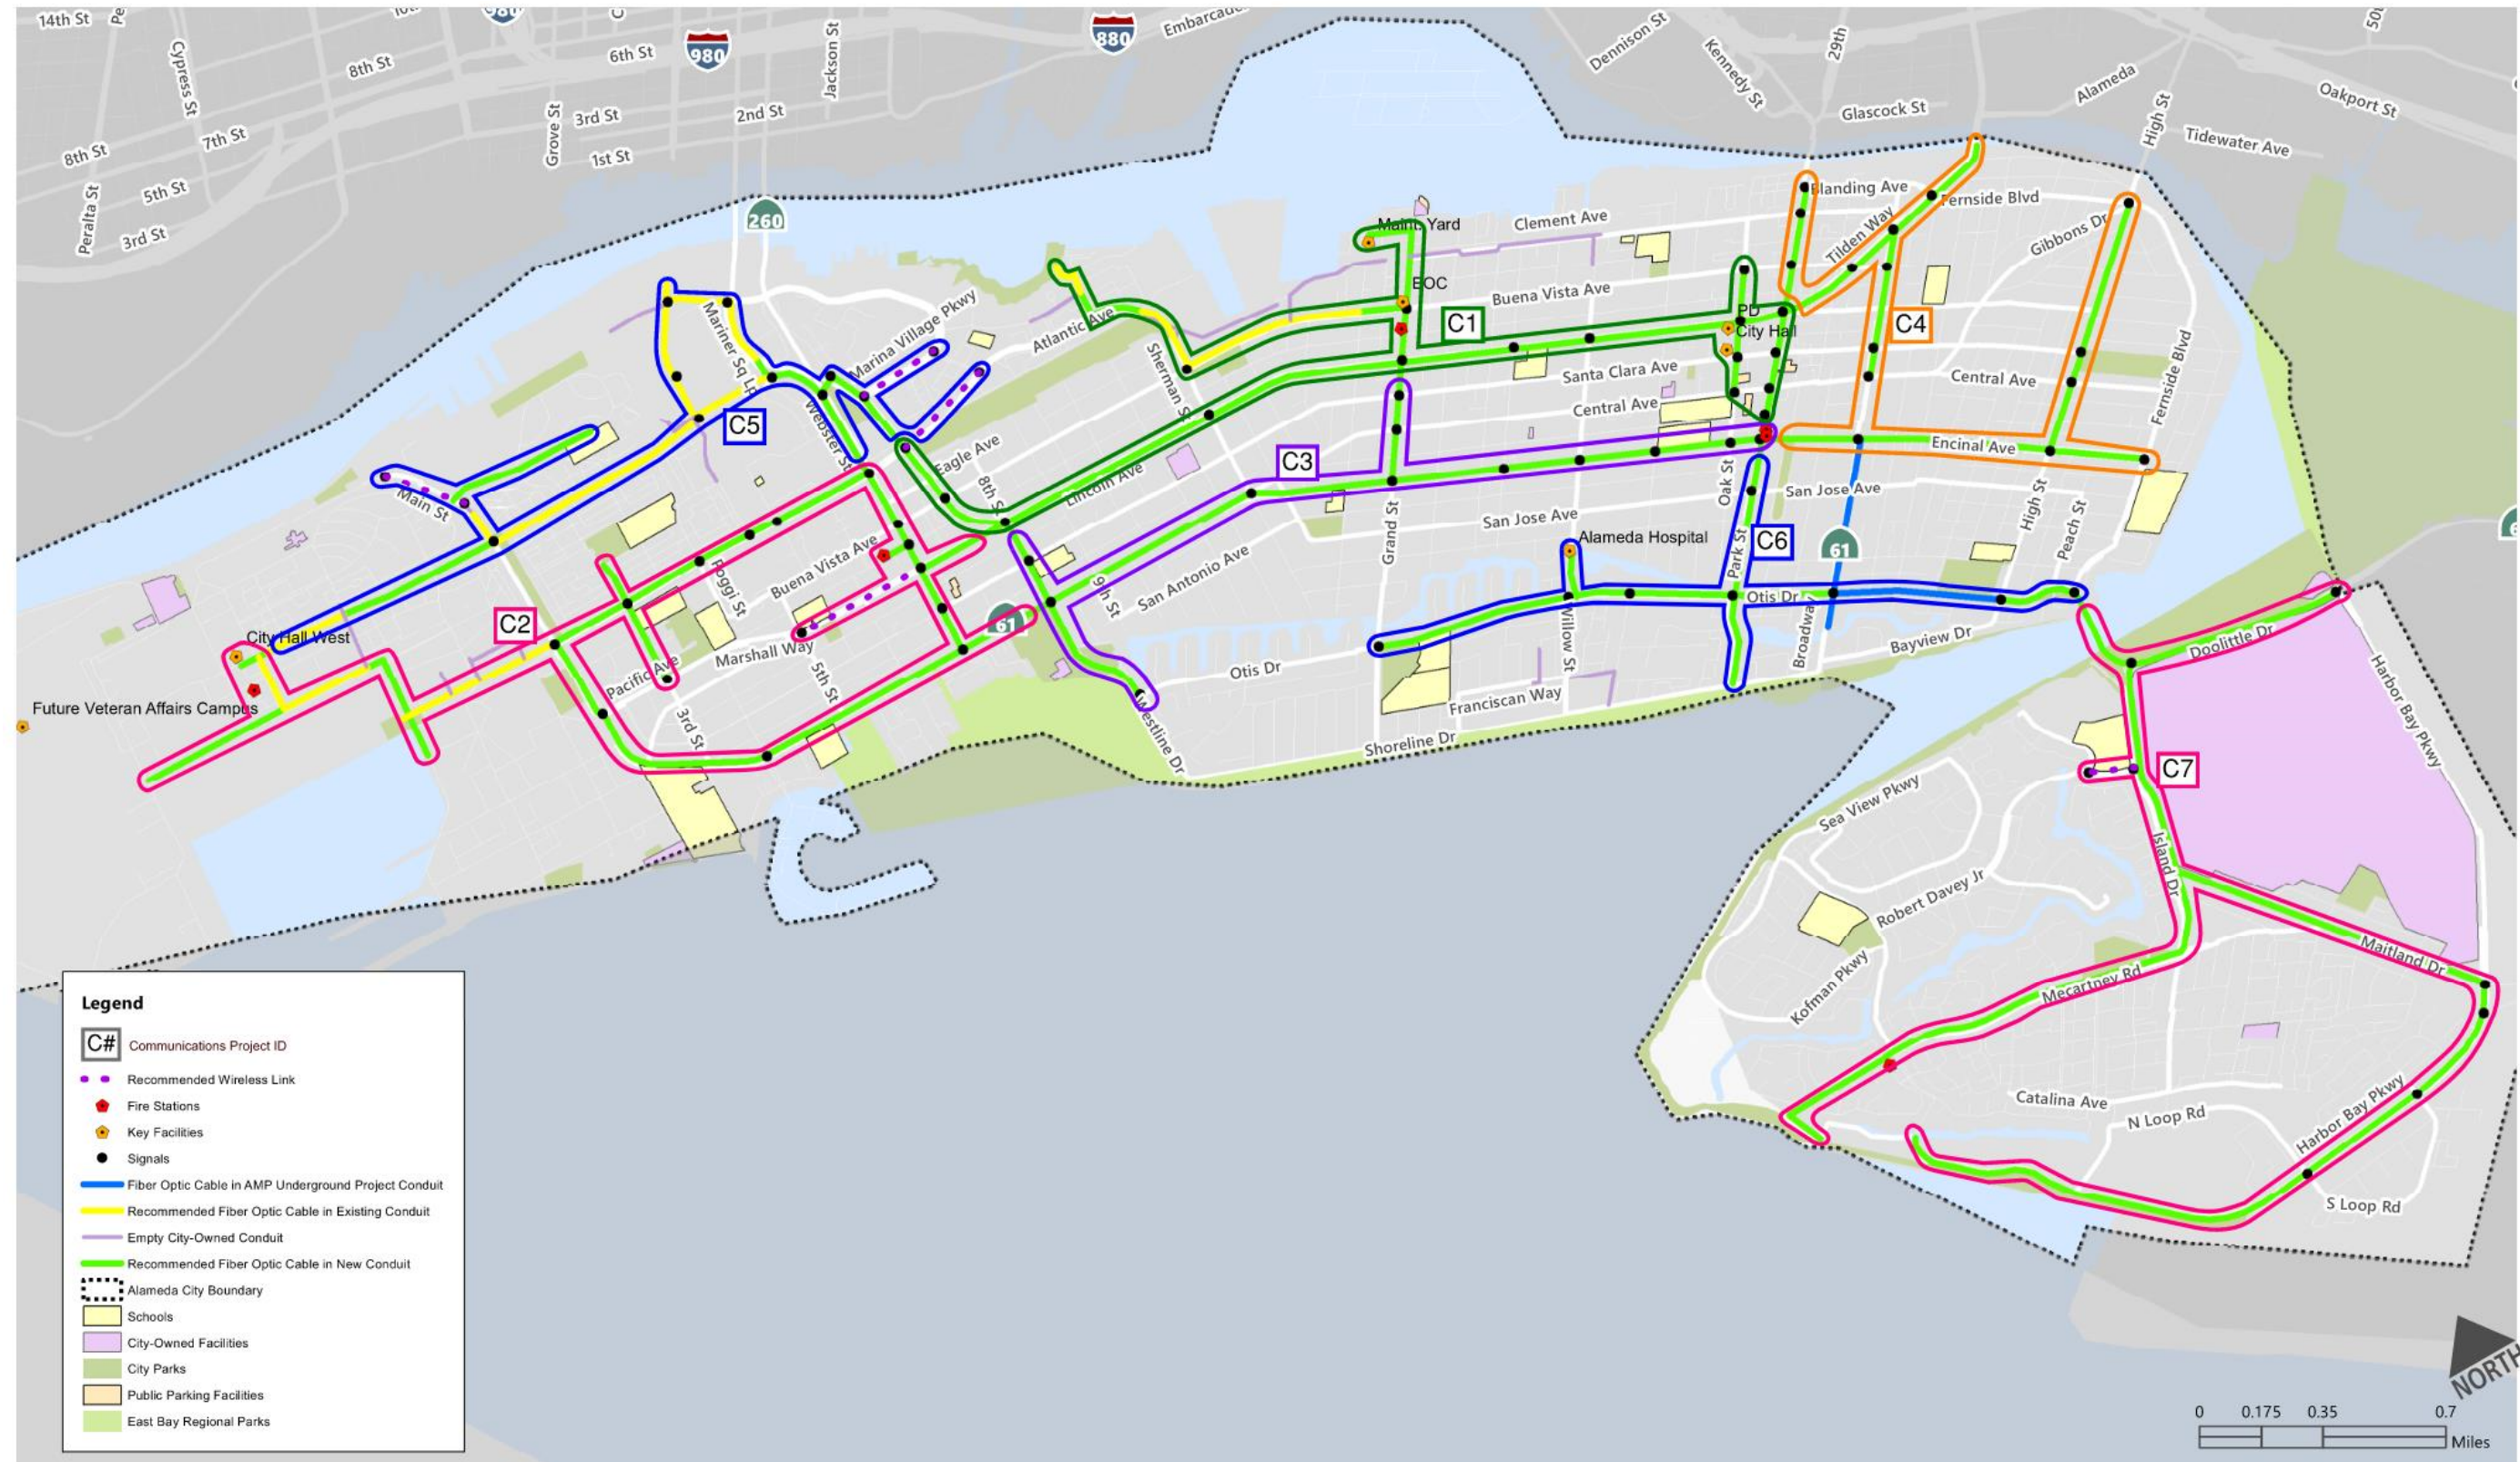 14th St
Cypress St
8th St
6th St
980
Jackson St
880
Dennison St
Kennedy St
29th
Alameda
Oakport St
8th St
7th St
Grove St
3rd St
2nd St
Glascock St
High St
Tidewater Ave
5th St
1st St
Peralta St
3rd St
260
Maint. Yard
Clement Ave
Blanding Ave
Fernside Blvd
Tilden Way
Gibbons Dr
EOC
Buena Vista Ave
C1
PD
City Hall
C4
Mariner Sq Lp
Marina Village Pkwy
Atlantic Ave
Sherman St
Santa Clara Ave
Central Ave
Central Ave
Fernside Blvd
C5
Webster St
Eagle Ave
Lincoln Ave
8th St
C3
Encinal Ave
Main St
Oak St
San Jose Ave
San Jose Ave
High St
Peach St
Grand St
Alameda Hospital
Park St
C6
61
Buena Vista Ave
Poggi St
9th St
San Antonio Ave
61
Otis Dr
Willow St
Broadway
Bayview Dr
Doolittle Dr
City Hall West
C2
Marshall Way
Pacific Ave
5th St
3rd St
Otis Dr
Franciscan Way
Shoreline Dr
Westline Dr
Future Veteran Affairs Campus
Harbor Bay Pkwy
C7
Sea View Pkwy
Island Dr
Robert Davey Jr
Kofman Pkwy
Mecartney Rd
Maitland Dr
Catalina Ave
N Loop Rd
Harbor Bay Pkwy
S Loop Rd
Legend
C# Communications Project ID
Recommended Wireless Link
Fire Stations
Key Facilities
Signals
Fiber Optic Cable in AMP Underground Project Conduit
Recommended Fiber Optic Cable in Existing Conduit
Empty City-Owned Conduit
Recommended Fiber Optic Cable in New Conduit
Alameda City Boundary
Schools
City-Owned Facilities
City Parks
Public Parking Facilities
East Bay Regional Parks
NORTH
0 0.175 0.35 0.7
Miles